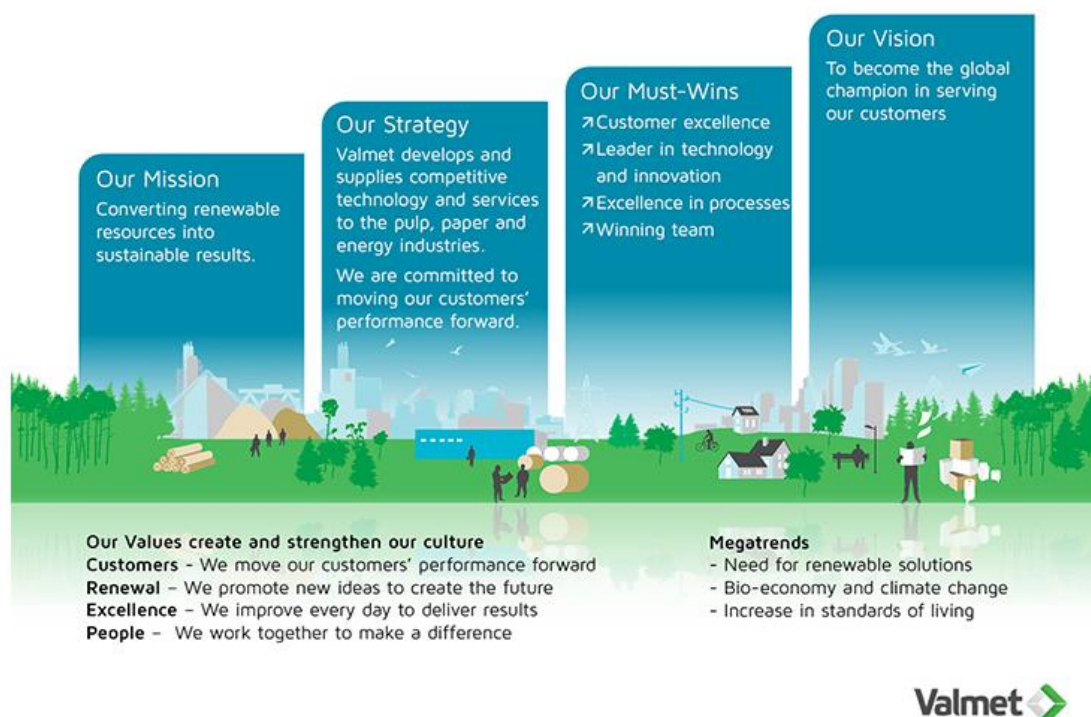 Our Mission
Converting renewable
resources into
sustainable results.
Our Strategy
Valmet develops and
supplies competitive
technology and services
to the pulp, paper and
energy industries.
We are committed to
moving our customers’
performance forward.
Our Must-Wins
↗Customer excellence
↗Leader in technology
and innovation
↗Excellence in processes
↗Winning team
Our Vision
To become the global
champion in serving
our customers
Our Values create and strengthen our culture
Customers - We move our customers’ performance forward
Renewal – We promote new ideas to create the future
Excellence – We improve every day to deliver results
People – We work together to make a difference
Megatrends
- Need for renewable solutions
- Bio-economy and climate change
- Increase in standards of living
Valmet